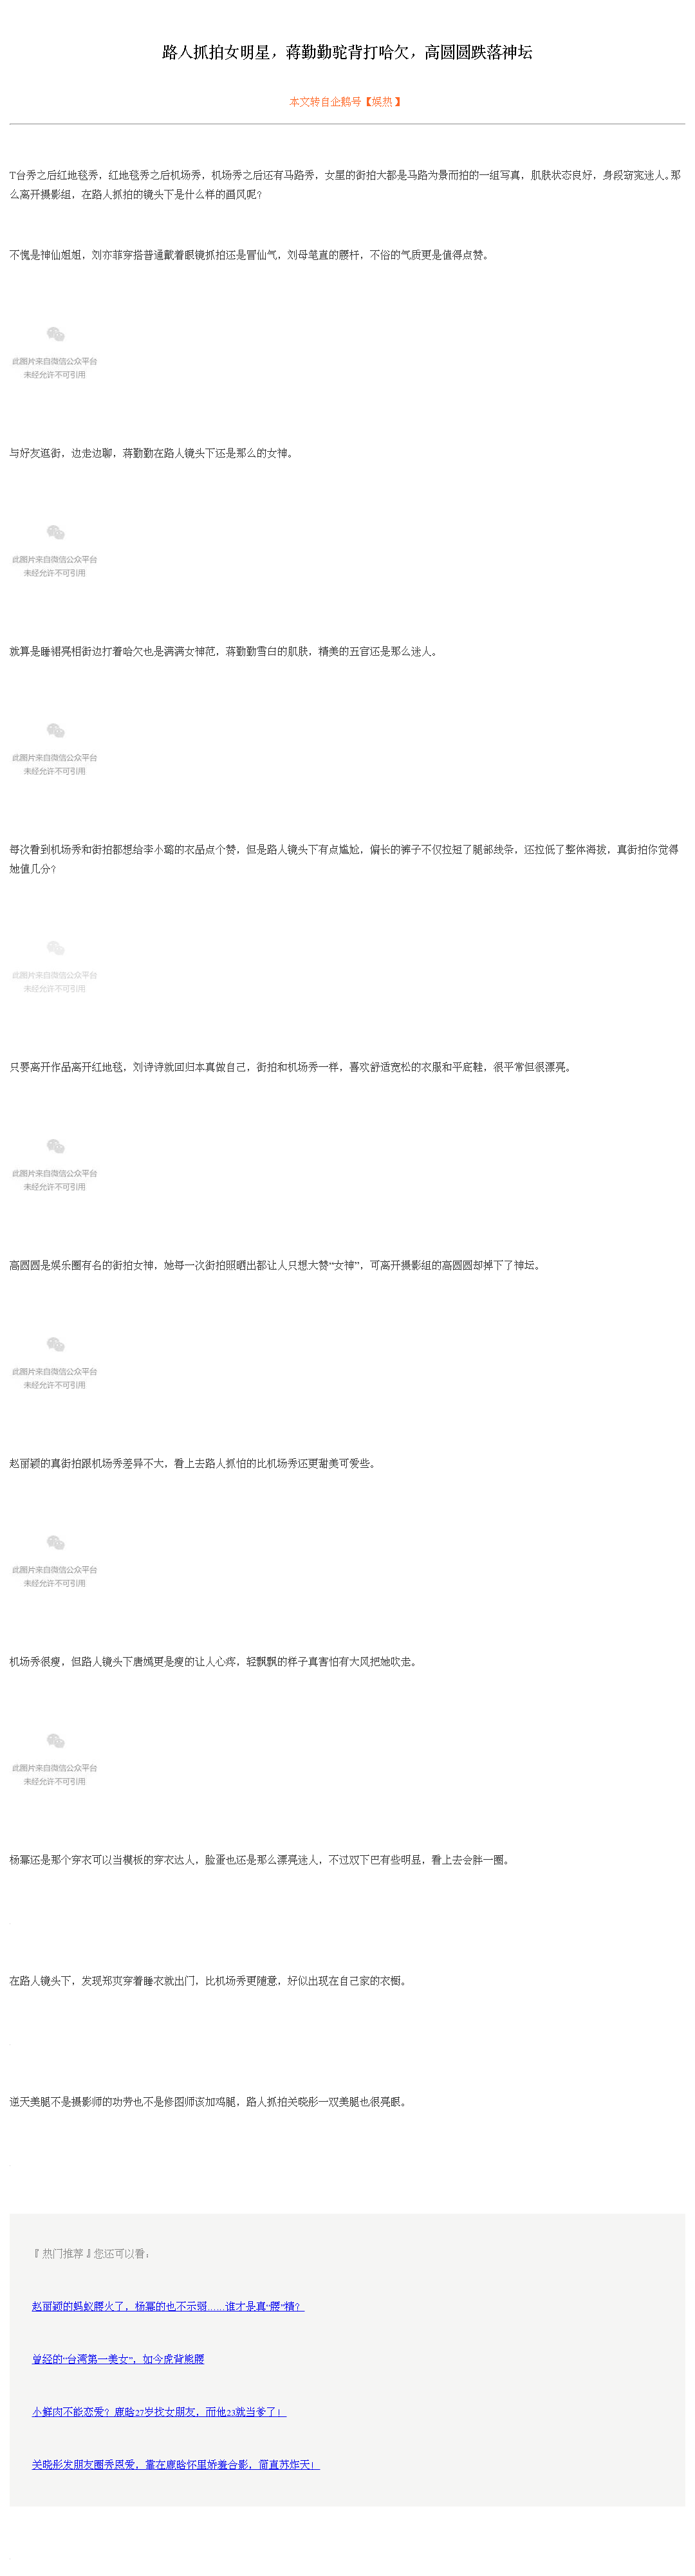 路人抓拍女明星，蒋勤勤驼背打哈欠，高圆圆跌落神坛
本文转自企鹅号【娱热】
T台秀之后红地毯秀，红地毯秀之后机场秀，机场秀之后还有马路秀，女星的街拍大都是马路为景而拍的一组写真，肌肤状态良好，身段窈窕迷人。那
么离开摄影组，在路人抓拍的镜头下是什么样的画风呢？
不愧是神仙姐姐，刘亦菲穿搭普通戴着眼镜抓拍还是冒仙气，刘母笔直的腰杆，不俗的气质更是值得点赞。
此图片来自微信公众平台
未经允许不可引用
与好友逛街，边走边聊，蒋勤勤在路人镜头下还是那么的女神。
此图片来自微信公众平台
未经允许不可引用
就算是睡裙亮相街边打着哈欠也是满满女神范，蒋勤勤雪白的肌肤，精美的五官还是那么迷人。
此图片来自微信公众平台
未经允许不可引用
每次看到机场秀和街拍都想给李小璐的衣品点个赞，但是路人镜头下有点尴尬，偏长的裤子不仅拉短了腿部线条，还拉低了整体海拔，真街拍你觉得
她值几分？
此图片来自微信公众平台
未经允许不可引用
只要离开作品离开红地毯，刘诗诗就回归本真做自己，街拍和机场秀一样，喜欢舒适宽松的衣服和平底鞋，很平常但很漂亮。
此图片来自微信公众平台
未经允许不可引用
高圆圆是娱乐圈有名的街拍女神，她每一次街拍照晒出都让人只想大赞“女神”，可离开摄影组的高圆圆却掉下了神坛。
此图片来自微信公众平台
未经允许不可引用
赵丽颖的真街拍跟机场秀差异不大，看上去路人抓怕的比机场秀还更甜美可爱些。
此图片来自微信公众平台
未经允许不可引用
机场秀很瘦，但路人镜头下唐嫣更是瘦的让人心疼，轻飘飘的样子真害怕有大风把她吹走。
此图片来自微信公众平台
未经允许不可引用
杨幂还是那个穿衣可以当模板的穿衣达人，脸蛋也还是那么漂亮迷人，不过双下巴有些明显，看上去会胖一圈。
在路人镜头下，发现郑爽穿着睡衣就出门，比机场秀更随意，好似出现在自己家的衣橱。
逆天美腿不是摄影师的功劳也不是修图师该加鸡腿，路人抓拍关晓彤一双美腿也很亮眼。
『 热门推荐 』您还可以看：
赵丽颖的蚂蚁腰火了，杨幂的也不示弱……谁才是真“腰”精？
曾经的“台湾第一美女”，如今虎背熊腰
小鲜肉不能恋爱？鹿晗27岁找女朋友，而他23就当爹了！
关晓彤发朋友圈秀恩爱，靠在鹿晗怀里娇羞合影，简直苏炸天！